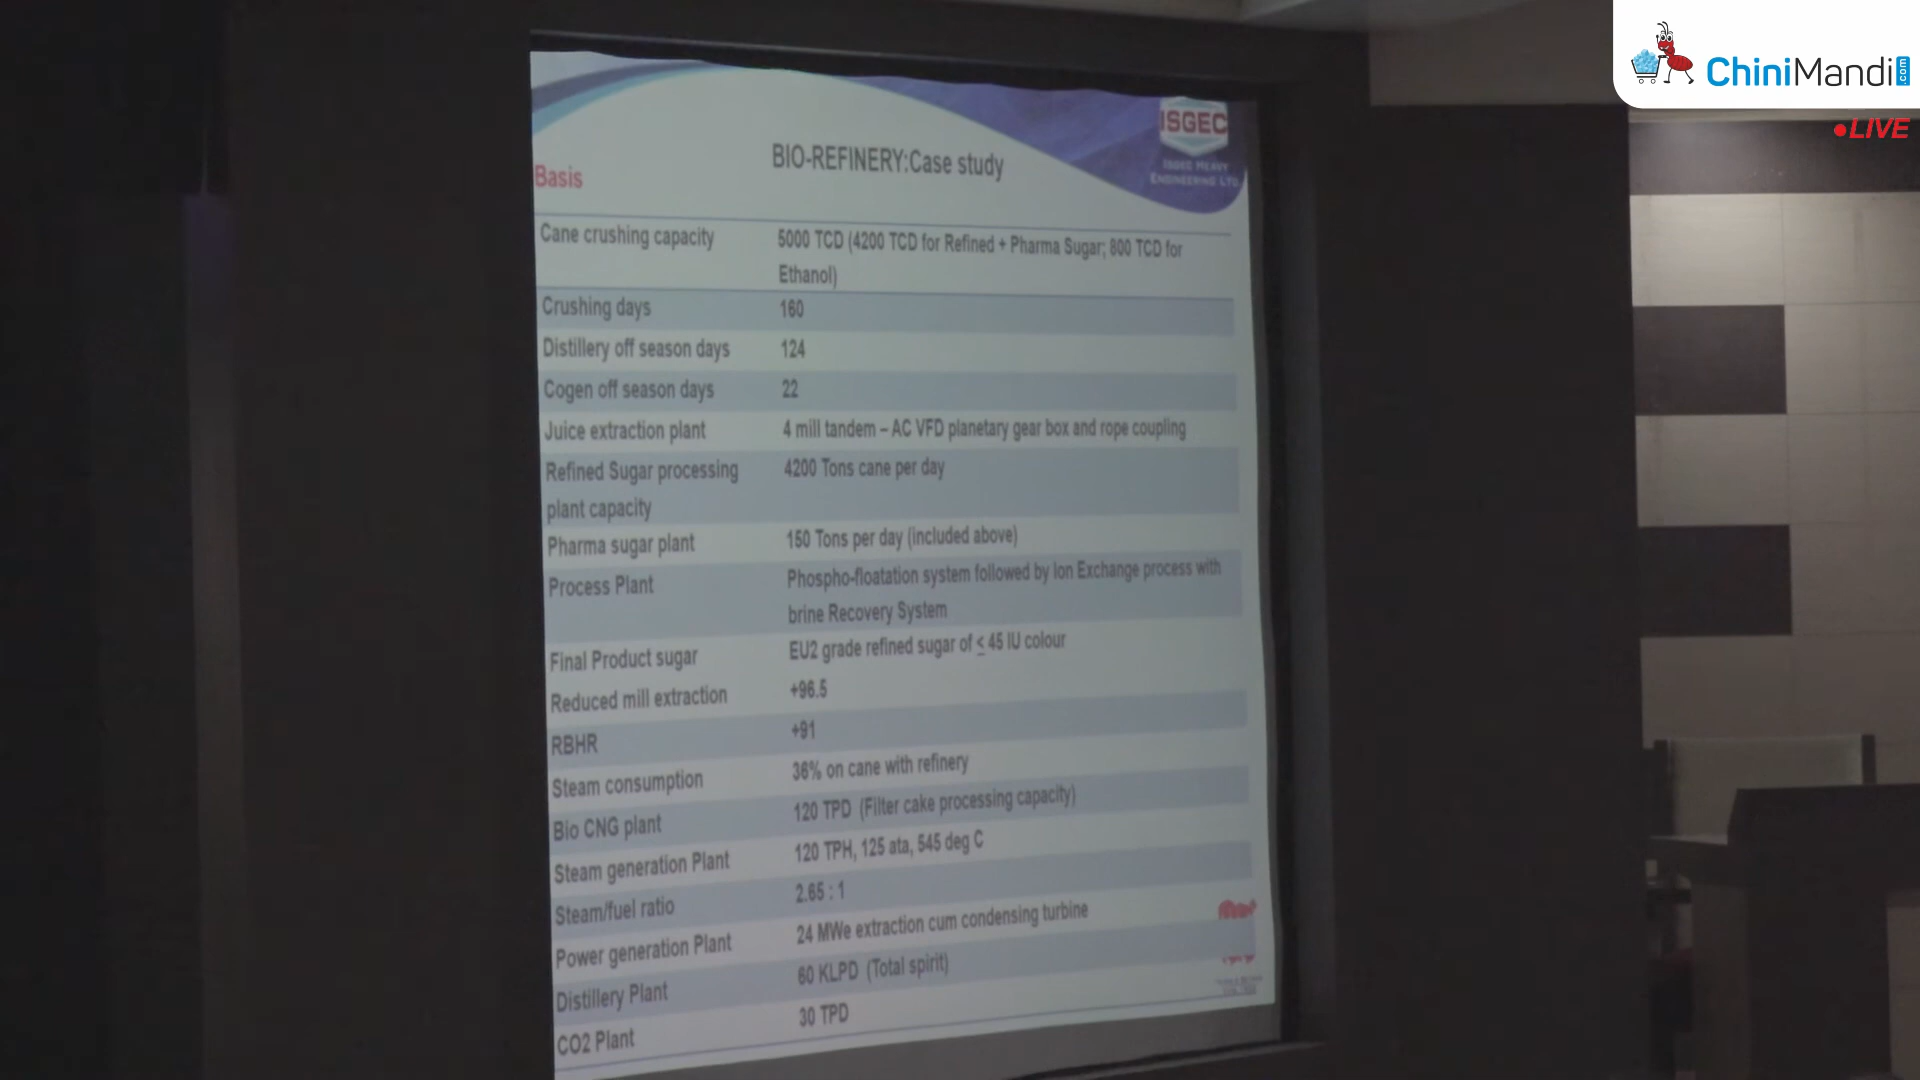 ChiniMandi.com
LIVE
ISGEC
ISGEC HEAVY
ENGINEERING LTD
BIO-REFINERY:Case study
Basis
Cane crushing capacity 5000 TCD (4200 TCD for Refined + Pharma Sugar; 800 TCD for
Ethanol)
Crushing days 160
Distillery off season days 124
Cogen off season days 22
Juice extraction plant 4 mill tandem – AC VFD planetary gear box and rope coupling
Refined Sugar processing 4200 Tons cane per day
plant capacity
Pharma sugar plant 150 Tons per day (included above)
Process Plant Phospho-floatation system followed by Ion Exchange process with
brine Recovery System
Final Product sugar EU2 grade refined sugar of ≤ 45 IU colour
Reduced mill extraction +96.5
RBHR +91
Steam consumption 36% on cane with refinery
Bio CNG plant 120 TPD (Filter cake processing capacity)
Steam generation Plant 120 TPH, 125 ata, 545 deg C
Steam/fuel ratio 2.65 : 1
Power generation Plant 24 MWe extraction cum condensing turbine
Distillery Plant 60 KLPD (Total spirit)
CO2 Plant 30 TPD